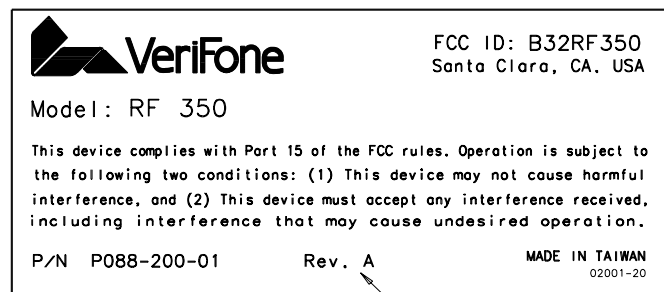 VeriFone
FCC ID: B32RF350
Santa Clara, CA. USA
Model: RF 350
This device complies with Part 15 of the FCC rules. Operation is subject to
the following two conditions: (1) This device may not cause harmful
interference, and (2) This device must accept any interference received,
including interference that may cause undesired operation.
P/N P088-200-01 Rev. A MADE IN TAIWAN
02001-20